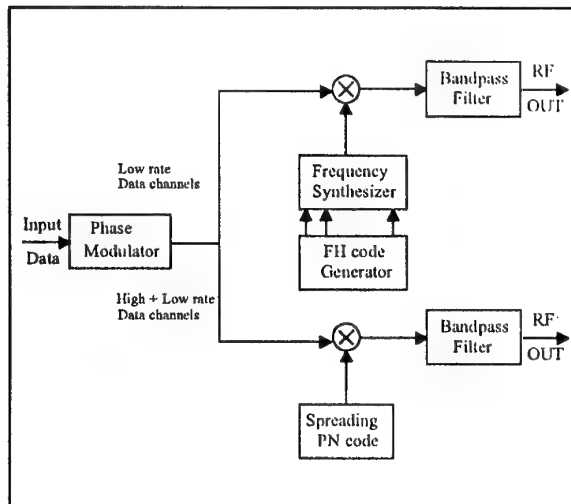 Bandpass
Filter
RF
OUT
Low rate
Data channels
Frequency
Synthesizer
Input
Data
Phase
Modulator
FH code
Generator
High + Low rate
Data channels
Bandpass
Filter
RF
OUT
Spreading
PN code